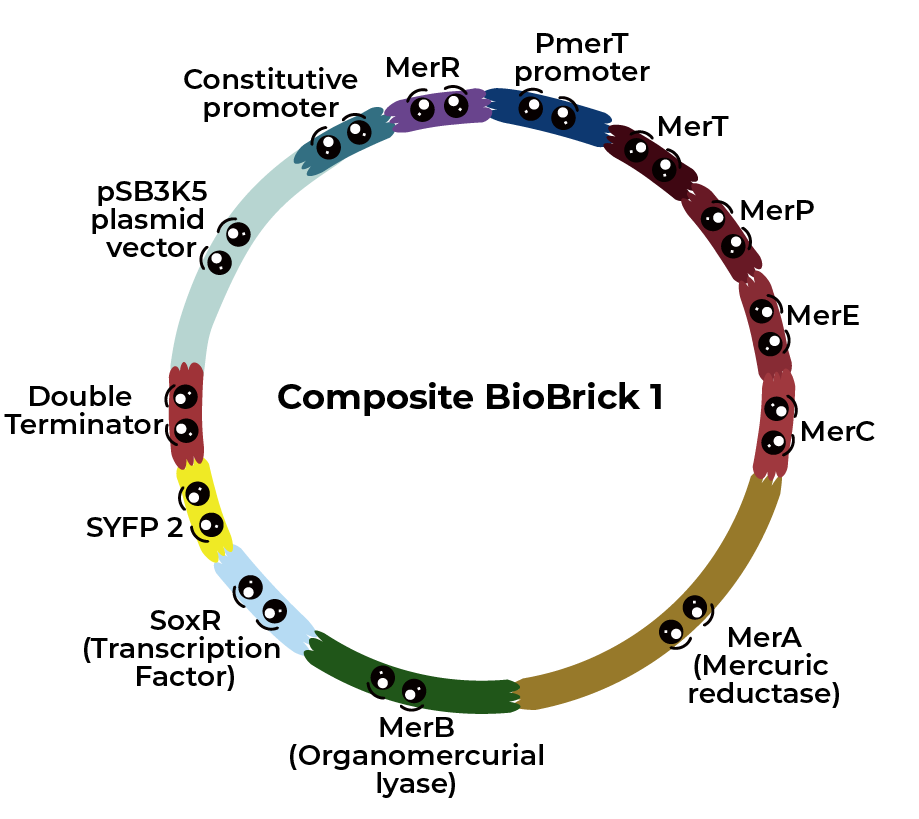 PmerT
promoter
MerR
Constitutive
promoter
MerT
pSB3K5
plasmid
vector
MerP
MerE
Double
Terminator
Composite BioBrick 1
MerC
SYFP 2
SoxR
(Transcription
Factor)
MerA
(Mercuric
reductase)
MerB
(Organomercurial
lyase)